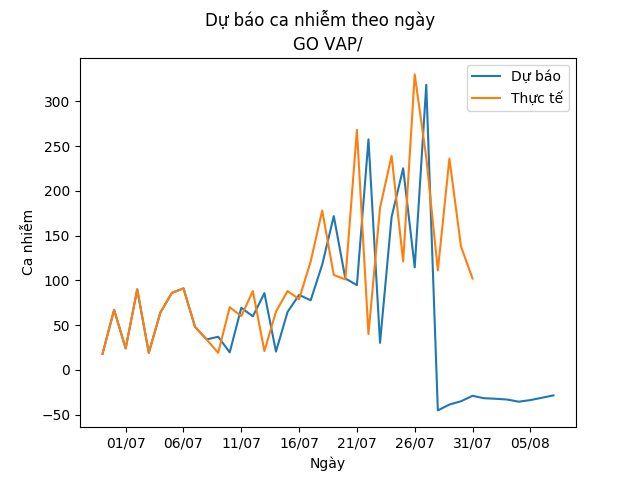 Dự báo ca nhiễm theo ngày
GO VAP/
Dự báo
Thực tế
Ca nhiễm
300
250
200
150
100
50
0
−50
01/07 06/07 11/07 16/07 21/07 26/07 31/07 05/08
Ngày